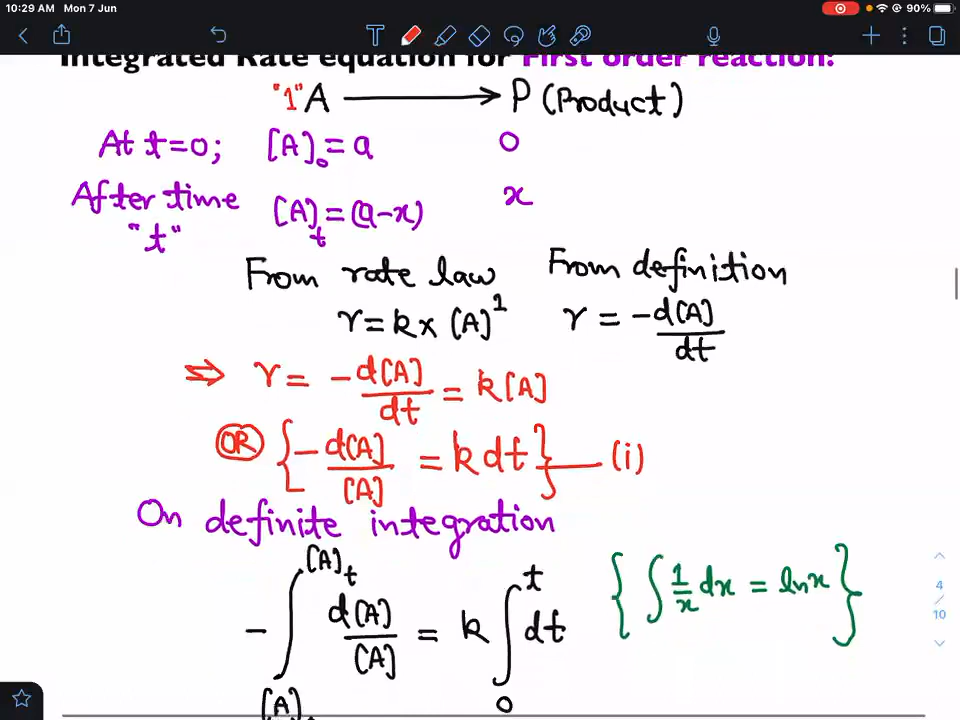 10:29 AM Mon 7 Jun 90%
Integrated Rate equation for First order reaction:
"1"A ⟶ P (Product)
At t=0; [A]₀ = a 0
After time "t" [A]ₜ = (a-x) x
From rate law From definition
r = k x [A]¹ r = -d[A]/dt
⇒ r = -d[A]/dt = k[A]
OR {-d[A]/[A] = k dt} — (i)
On definite integration
-∫ d[A]/[A] = k ∫ dt {∫ 1/x dx = ln x}
[A]ₜ t
[A]₀ 0
4
/
10